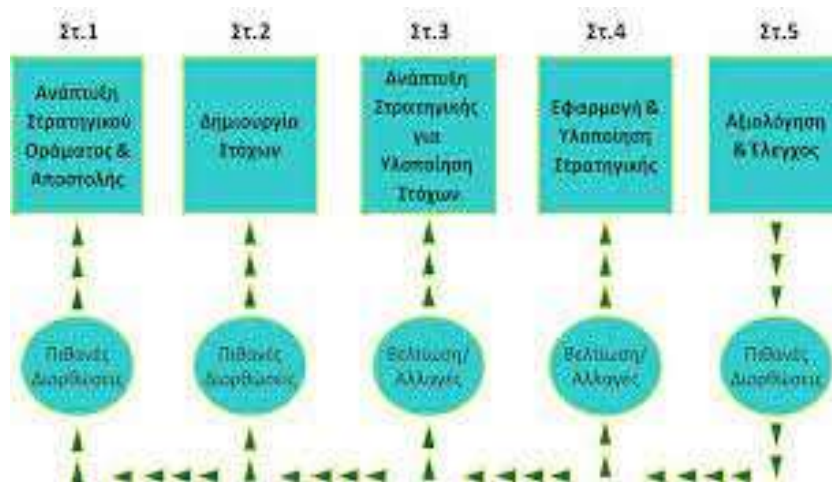 Στ.1
Στ.2
Στ.3
Στ.4
Στ.5
Ανάπτυξη
Στρατηγικού
Οράματος &
Αποστολής
Δημιουργία
Στόχων
Ανάπτυξη
Στρατηγικής
για
Υλοποίηση
Στόχων
Εφαρμογή &
Υλοποίηση
Στρατηγικής
Αξιολόγηση
& Έλεγχος
Πιθανές
Διορθώσεις
Πιθανές
Διορθώσεις
Βελτίωση/
Αλλαγές
Βελτίωση/
Αλλαγές
Πιθανές
Διορθώσεις